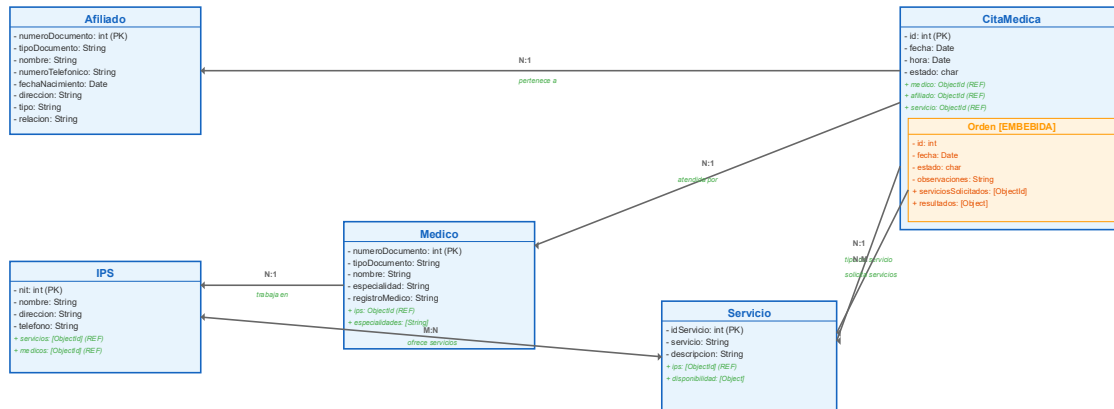 Afiliado
- numeroDocumento: int (PK)
- tipoDocumento: String
- nombre: String
- numeroTelefonico: String
- fechaNacimiento: Date
- direccion: String
- tipo: String
- relacion: String
CitaMedica
- id: int (PK)
- fecha: Date
- hora: Date
- estado: char
+ medico: ObjectId (REF)
+ afiliado: ObjectId (REF)
+ servicio: ObjectId (REF)
Orden [EMBEBIDA]
- id: int
- fecha: Date
- estado: char
- observaciones: String
+ serviciosSolicitados: [ObjectId]
+ resultados: [Object]
N:1
pertenece a
N:1
atendida por
Medico
- numeroDocumento: int (PK)
- tipoDocumento: String
- nombre: String
- especialidad: String
- registroMedico: String
+ ips: ObjectId (REF)
+ especialidades: [String]
IPS
- nit: int (PK)
- nombre: String
- direccion: String
- telefono: String
+ servicios: [ObjectId] (REF)
+ medicos: [ObjectId] (REF)
N:1
trabaja en
M:N
ofrece servicios
N:1
N:M
solicita servicios
Servicio
- idServicio: int (PK)
- servicio: String
- descripcion: String
+ ips: [ObjectId] (REF)
+ disponibilidad: [Object]